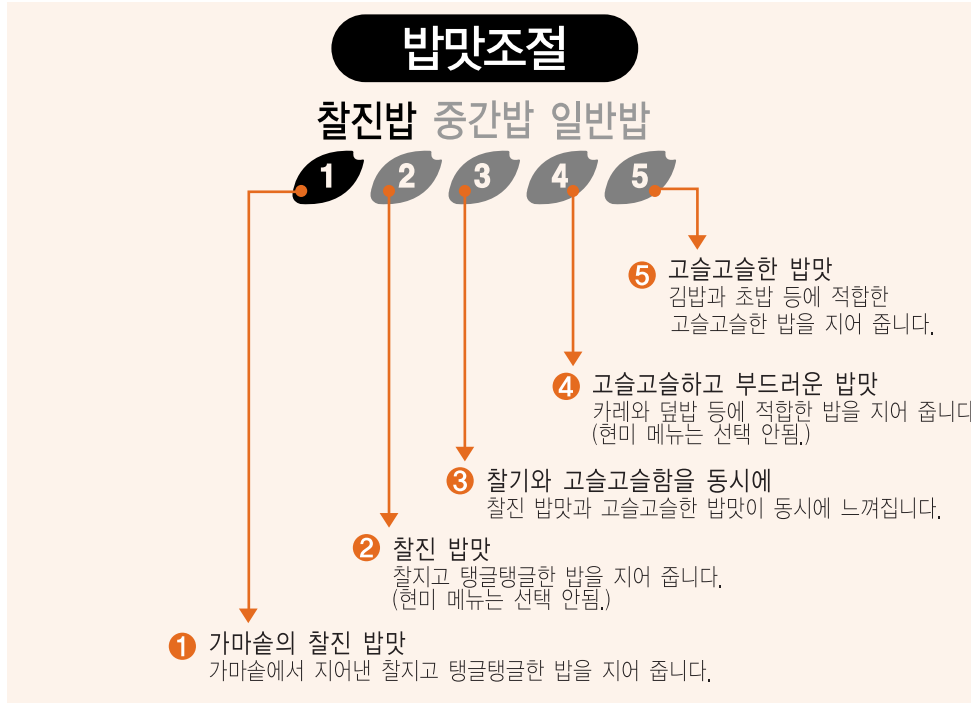 밥맛조절
찰진밥 중간밥 일반밥
1 2 3 4 5
5 고슬고슬한 밥맛
김밥과 초밥 등에 적합한
고슬고슬한 밥을 지어 줍니다.
4 고슬고슬하고 부드러운 밥맛
카레와 덮밥 등에 적합한 밥을 지어 줍니다
(현미 메뉴는 선택 안됨.)
3 찰기와 고슬고슬함을 동시에
찰진 밥맛과 고슬고슬한 밥맛이 동시에 느껴집니다.
2 찰진 밥맛
찰지고 탱글탱글한 밥을 지어 줍니다.
(현미 메뉴는 선택 안됨.)
1 가마솥의 찰진 밥맛
가마솥에서 지어낸 찰지고 탱글탱글한 밥을 지어 줍니다.